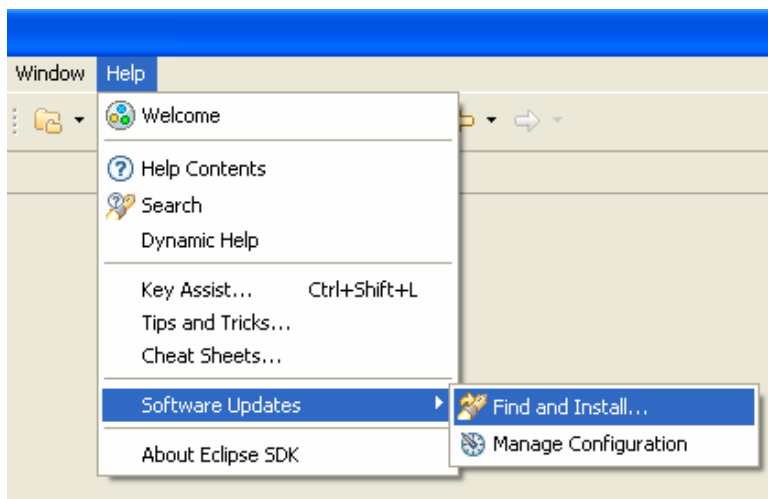 Window Help
Welcome
Help Contents
Search
Dynamic Help
Key Assist... Ctrl+Shift+L
Tips and Tricks...
Cheat Sheets...
Software Updates
Find and Install...
Manage Configuration
About Eclipse SDK